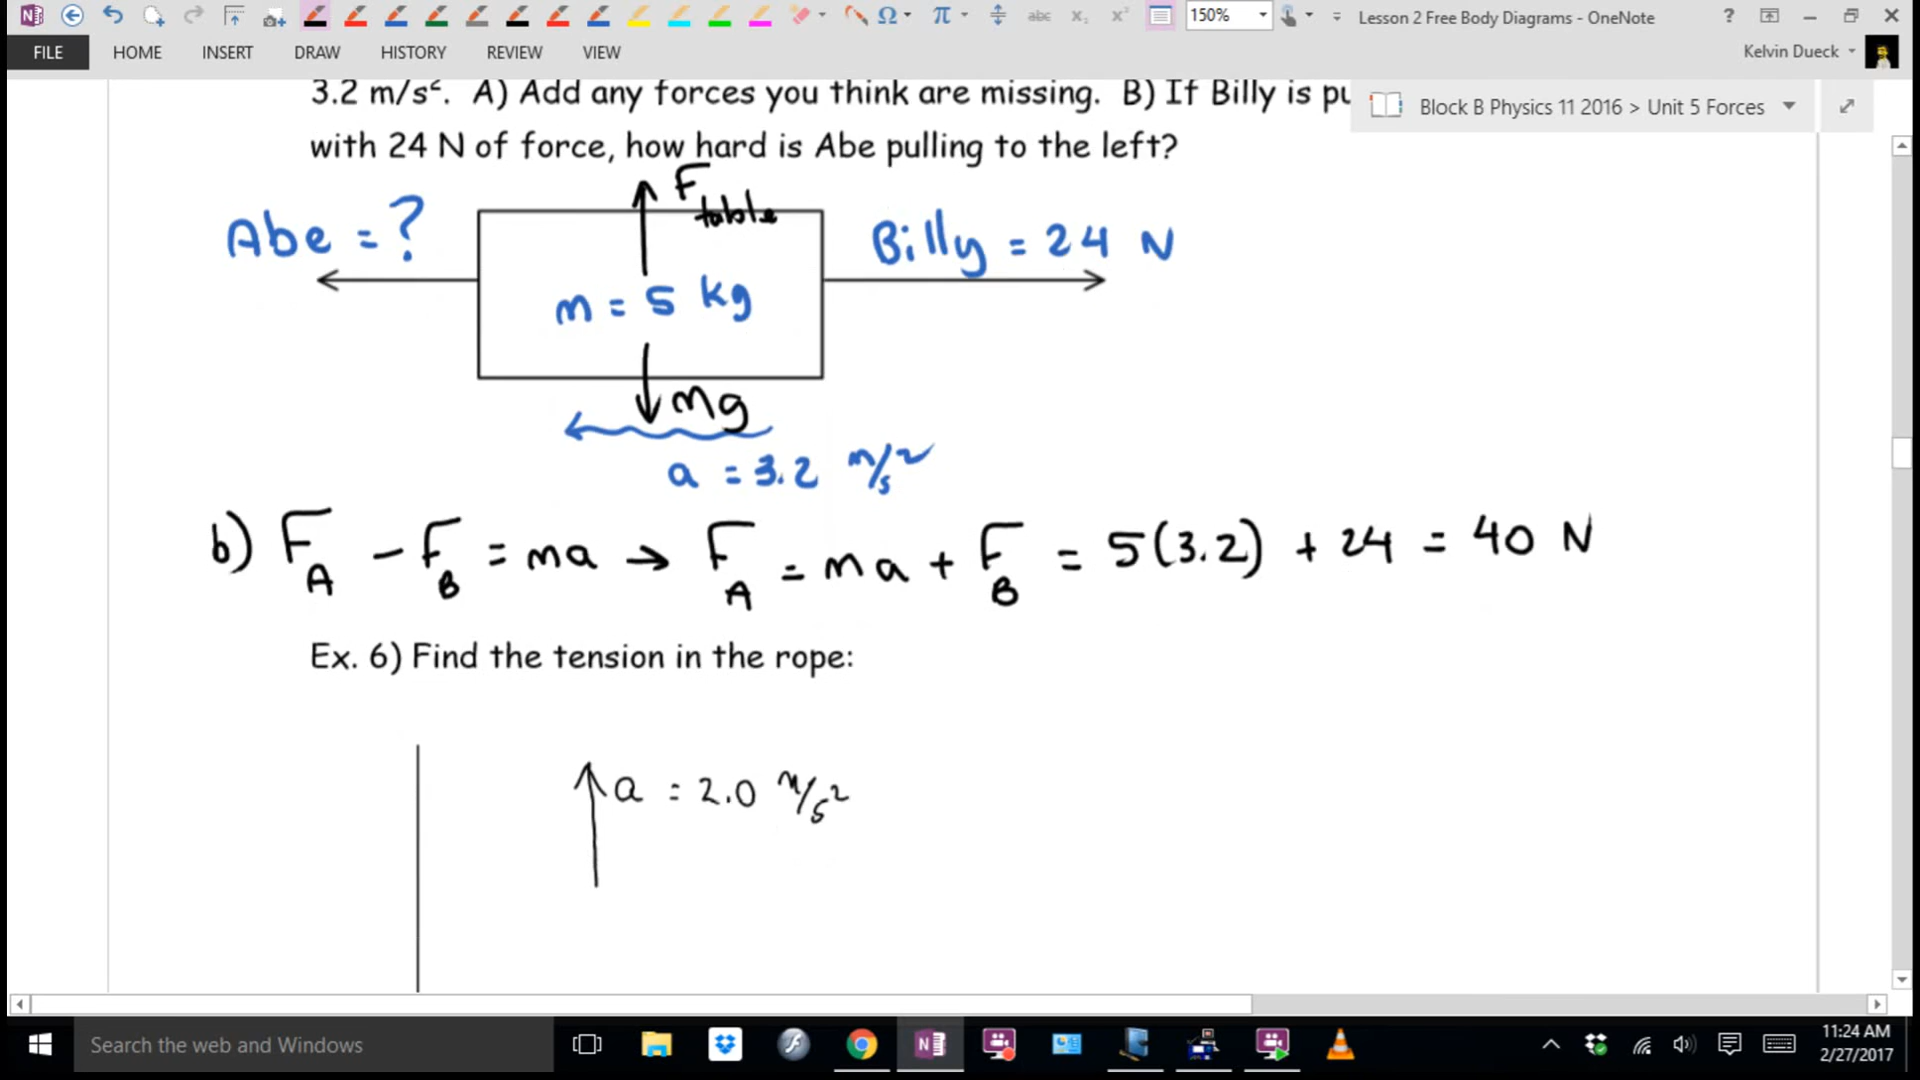 150%
Lesson 2 Free Body Diagrams - OneNote
FILE HOME INSERT DRAW HISTORY REVIEW VIEW
Kelvin Dueck
Block B Physics 11 2016 > Unit 5 Forces
3.2 m/s². A) Add any forces you think are missing. B) If Billy is pu
with 24 N of force, how hard is Abe pulling to the left?
F table
Abe = ?
Billy = 24 N
m = 5 kg
mg
a = 3.2 m/s²
b) F_A - F_B = ma → F_A = ma + F_B = 5(3.2) + 24 = 40 N
Ex. 6) Find the tension in the rope:
a = 2.0 m/s²
Search the web and Windows
11:24 AM
2/27/2017